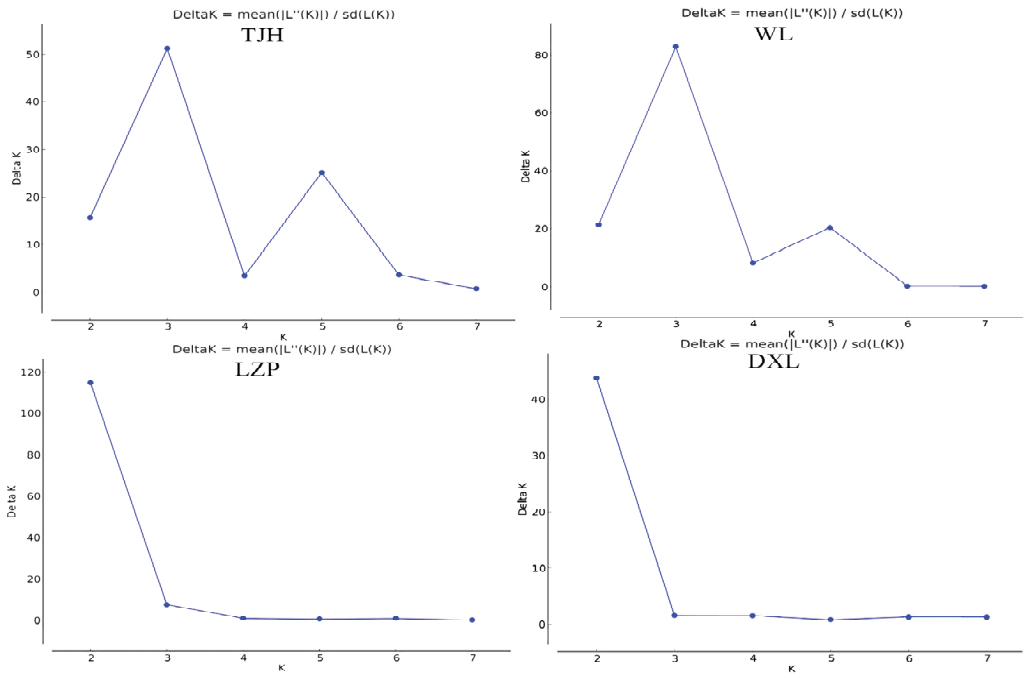 DeltaK = mean(|L''(K)|) / sd(L(K))
TJH
50
40
30
20
10
0
Delta K
2 3 4 5 6 7
K
DeltaK = mean(|L''(K)|) / sd(L(K))
WL
80
60
40
20
0
Delta K
2 3 4 5 6 7
K
DeltaK = mean(|L''(K)|) / sd(L(K))
LZP
120
100
80
60
40
20
0
Delta K
2 3 4 5 6 7
K
DeltaK = mean(|L''(K)|) / sd(L(K))
DXL
40
30
20
10
0
Delta K
2 3 4 5 6 7
K